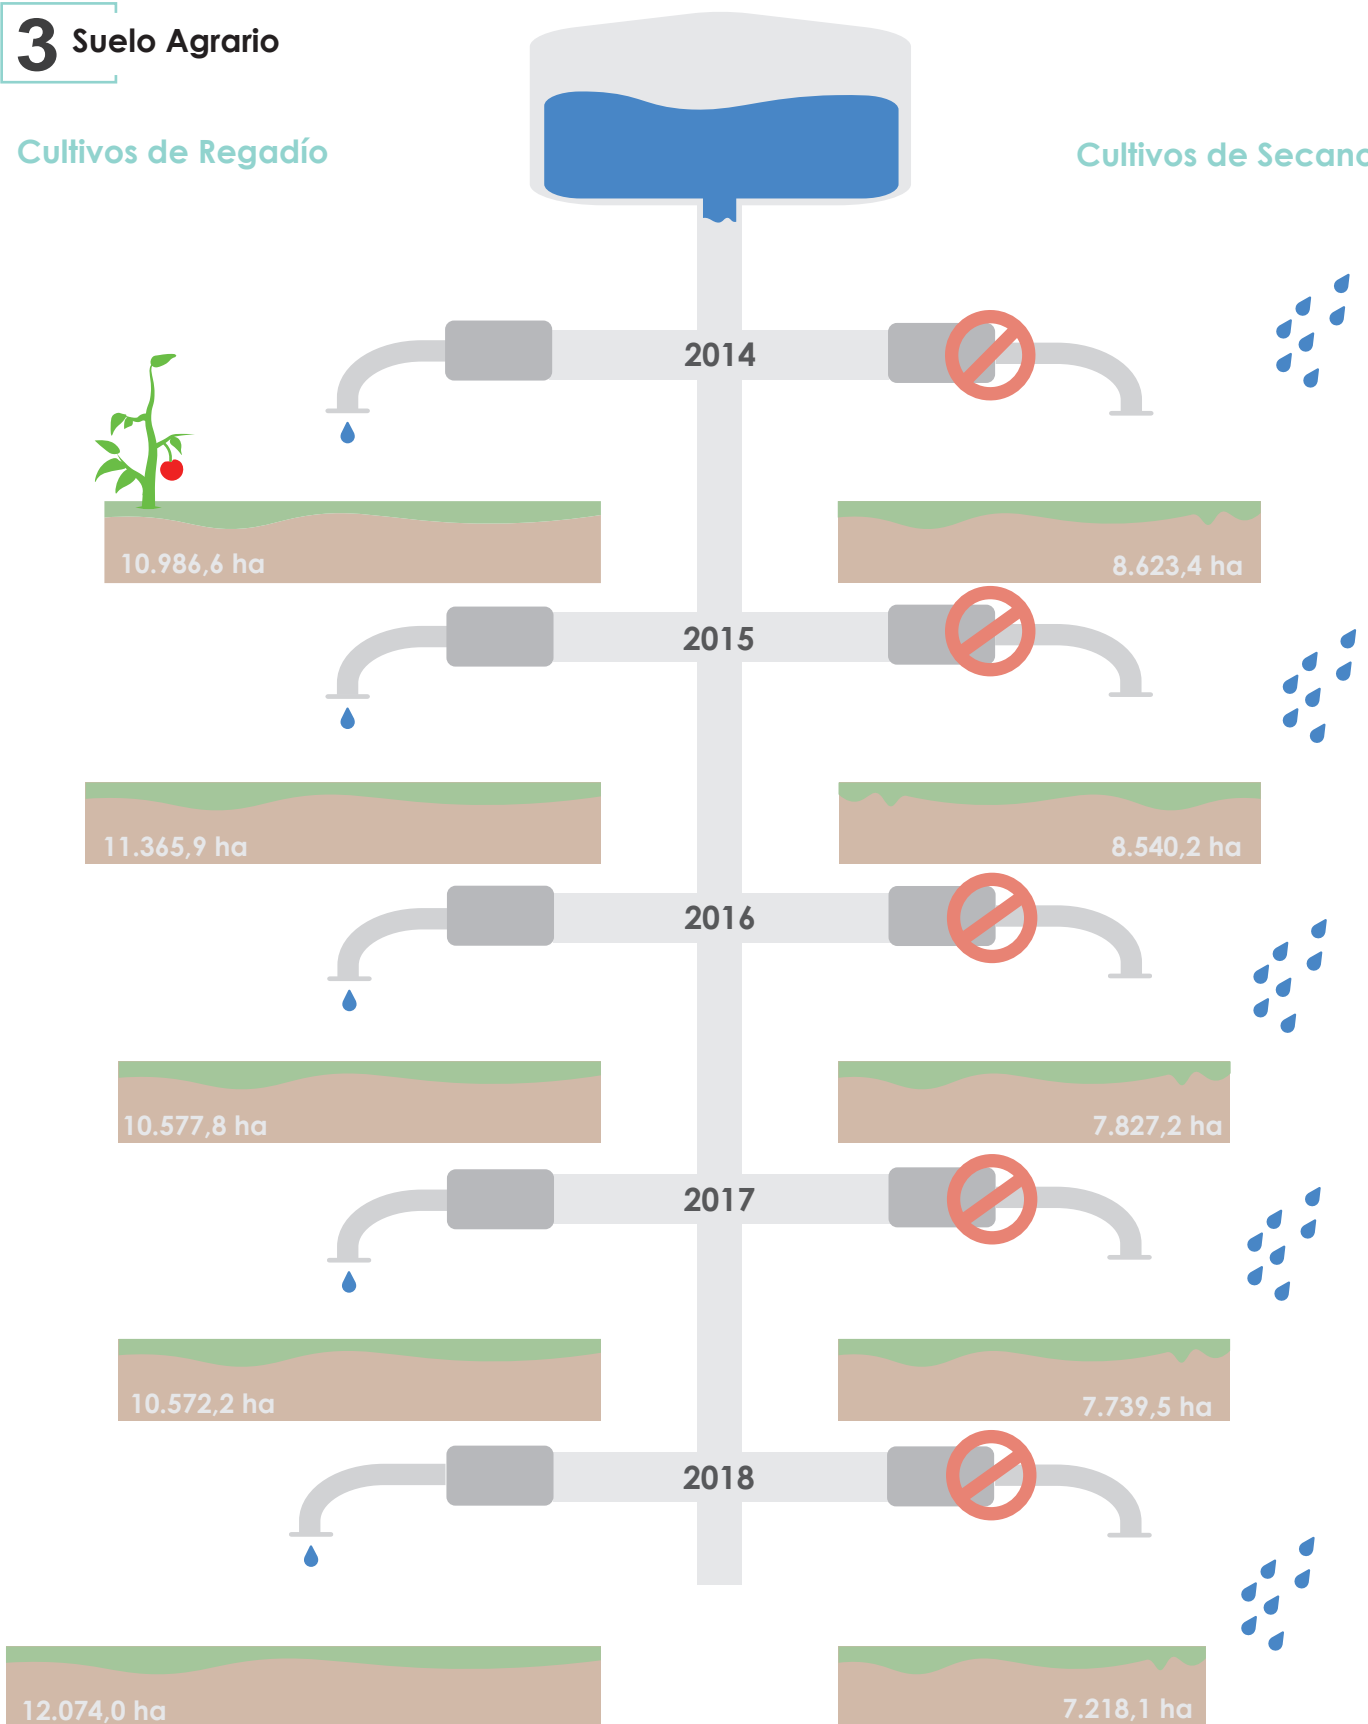 3 Suelo Agrario
Cultivos de Regadío
Cultivos de Secano
2014
10.986,6 ha
8.623,4 ha
2015
11.365,9 ha
8.540,2 ha
2016
10.577,8 ha
7.827,2 ha
2017
10.572,2 ha
7.739,5 ha
2018
12.074,0 ha
7.218,1 ha